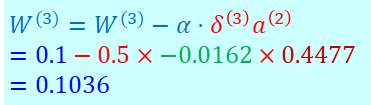 W⁽³⁾ = W⁽³⁾ − α · δ⁽³⁾a⁽²⁾
= 0.1 − 0.5 × −0.0162 × 0.4477
= 0.1036